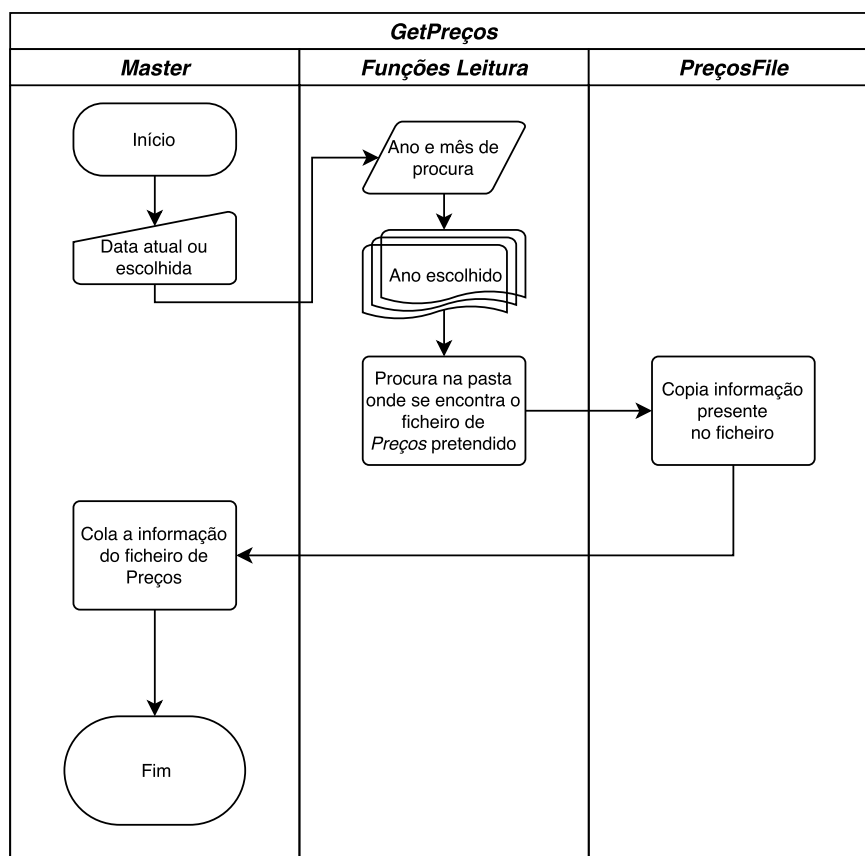 GetPreços
Master
Funções Leitura
PreçosFile
Início
Data atual ou
escolhida
Ano e mês de
procura
Ano escolhido
Procura na pasta
onde se encontra o
ficheiro de
Preços pretendido
Copia informação
presente
no ficheiro
Cola a informação
do ficheiro de
Preços
Fim